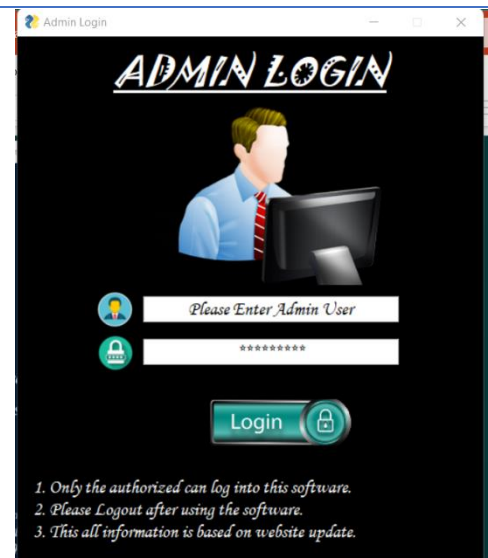 Admin Login
ADMIN LOGIN
Please Enter Admin User
*********
Login
1. Only the authorized can log into this software.
2. Please Logout after using the software.
3. This all information is based on website update.